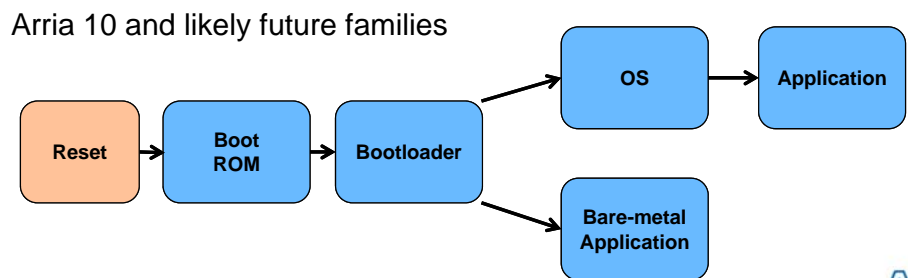 Arria 10 and likely future families
OS
Application
Reset
Boot
ROM
Bootloader
Bare-metal
Application